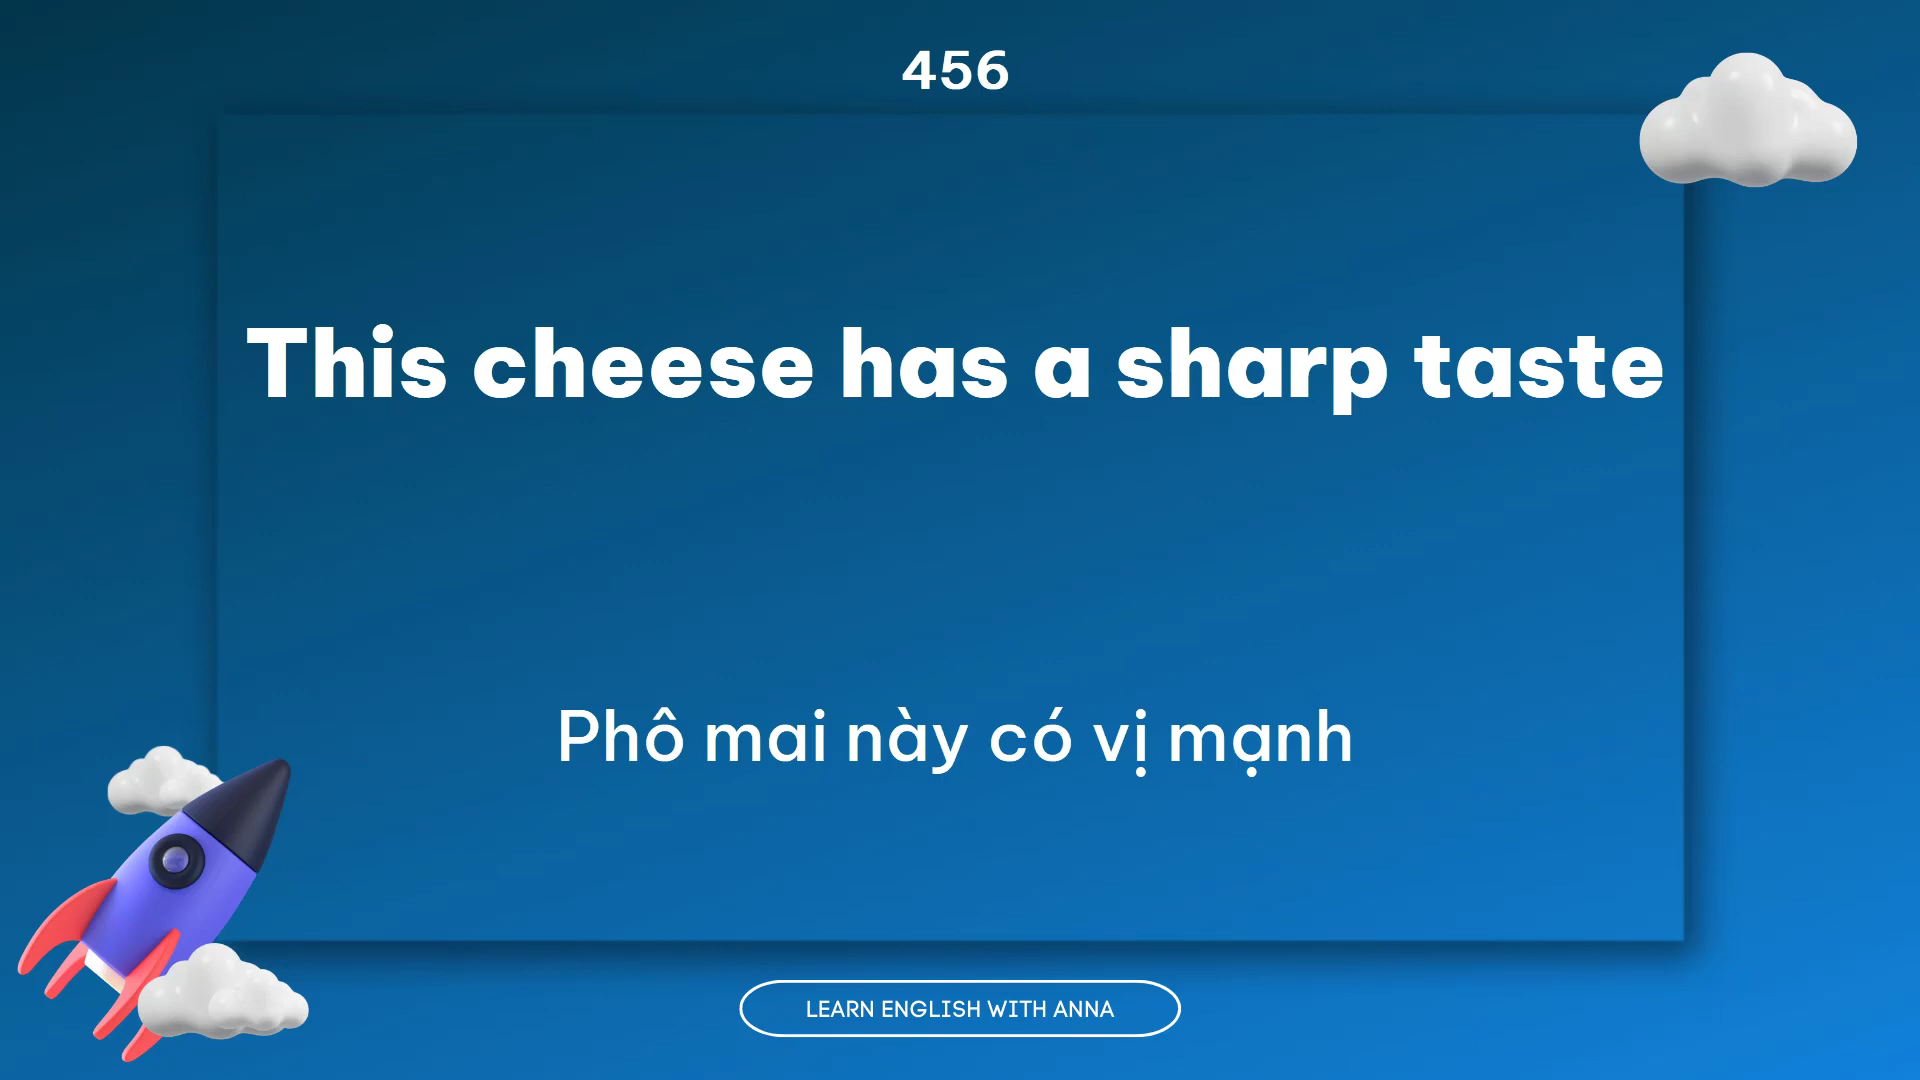 456
This cheese has a sharp taste
Phô mai này có vị mạnh
LEARN ENGLISH WITH ANNA